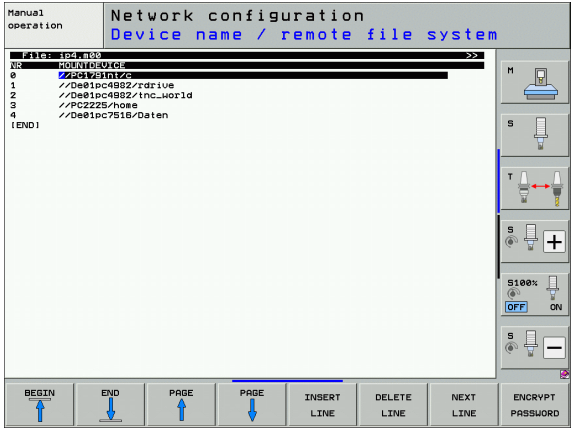 Manual
operation
Network configuration
Device name / remote file system
File: ip4.m00 >>
NR MOUNTDEVICE
0 //PC1791nt/c
1 //De01pc4982/rdrive
2 //De01pc4982/tnc_world
3 //PC2225/home
4 //De01pc7516/Daten
[END]
M
S
T
S
+
S100%
OFF ON
S
−
BEGIN
END
PAGE
PAGE
INSERT
LINE
DELETE
LINE
NEXT
LINE
ENCRYPT
PASSWORD